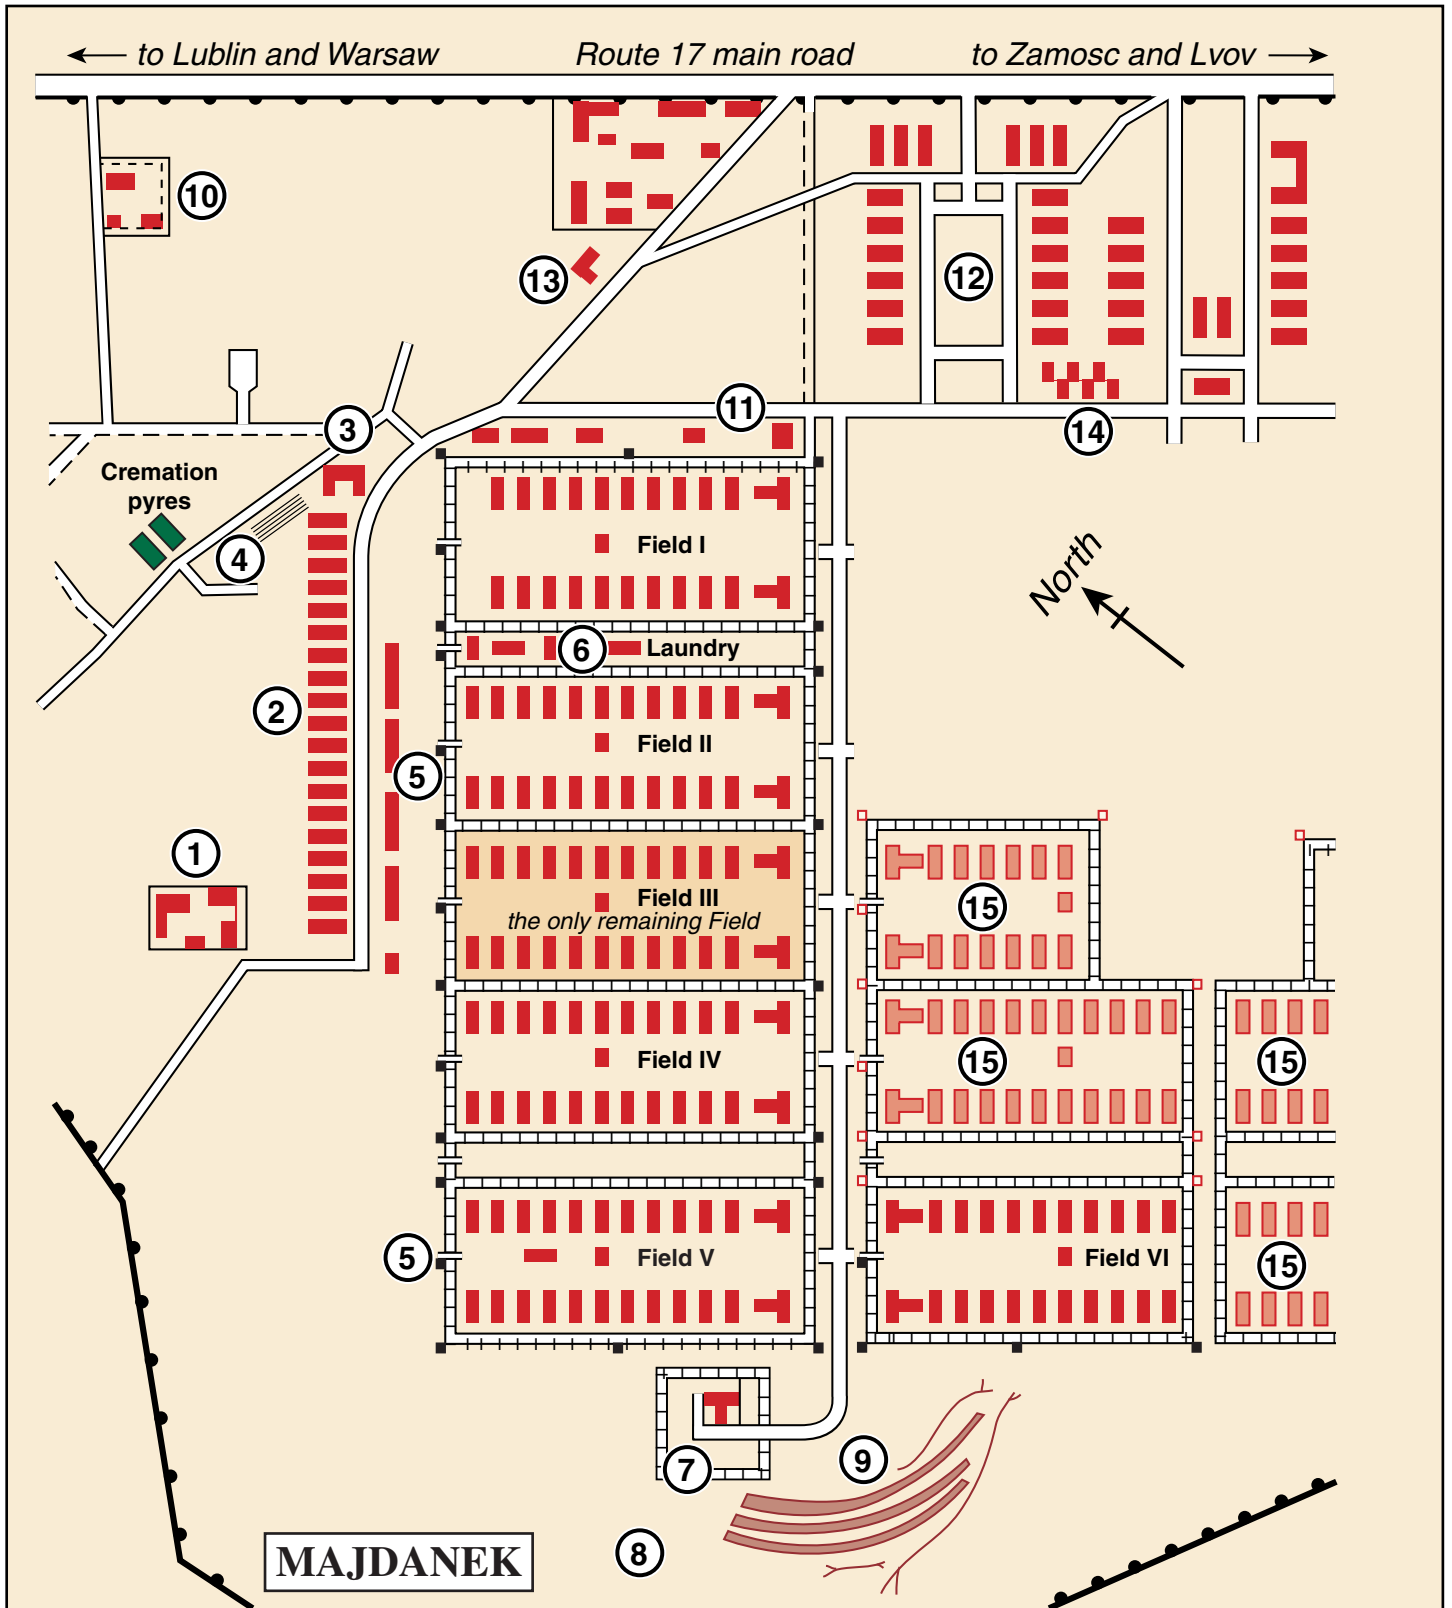 to Lublin and Warsaw
Route 17 main road
to Zamosc and Lvov
10
13
12
11
3
14
Cremation
pyres
4
Field I
North
6
Laundry
2
Field II
5
1
Field III
the only remaining Field
15
Field IV
15
15
5
Field V
Field VI
15
7
9
8
MAJDANEK